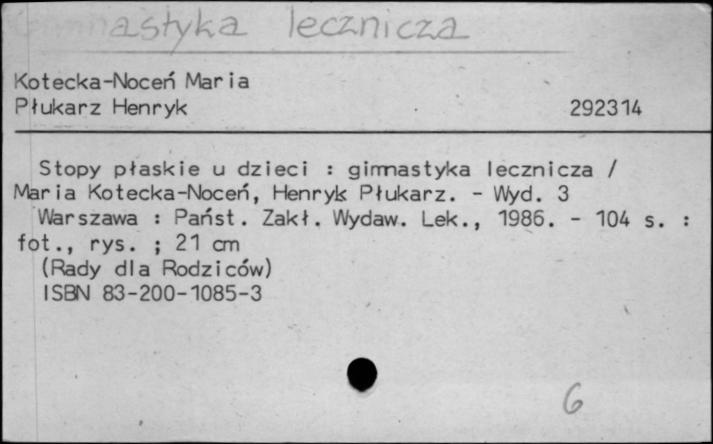 Gimnastyka lecznicza
Kotecka-Noceń Maria
Płukarz Henryk 292314
Stopy płaskie u dzieci : gimnastyka lecznicza /
Maria Kotecka-Noceń, Henryk Płukarz. - Wyd. 3
Warszawa : Państ. Zakł. Wydaw. Lek., 1986. - 104 s. :
fot., rys. ; 21 cm
(Rady dla Rodziców)
ISBN 83-200-1085-3
6